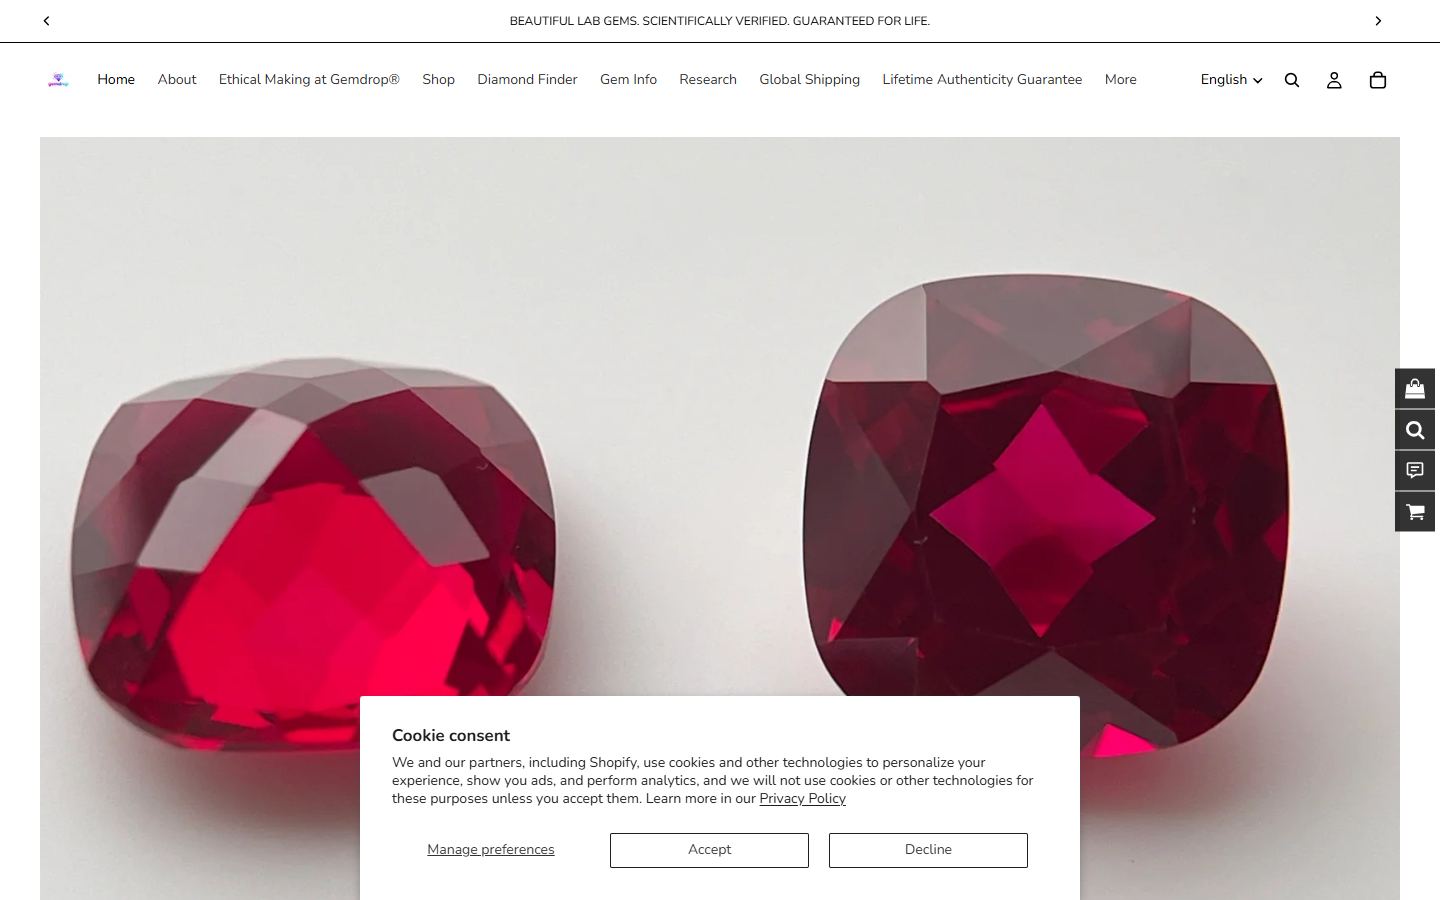 BEAUTIFUL LAB GEMS. SCIENTIFICALLY VERIFIED. GUARANTEED FOR LIFE.
gemdrop
Home About Ethical Making at Gemdrop® Shop Diamond Finder Gem Info Research Global Shipping Lifetime Authenticity Guarantee More English
Cookie consent
We and our partners, including Shopify, use cookies and other technologies to personalize your
experience, show you ads, and perform analytics, and we will not use cookies or other technologies for
these purposes unless you accept them. Learn more in our Privacy Policy
Manage preferences Accept Decline